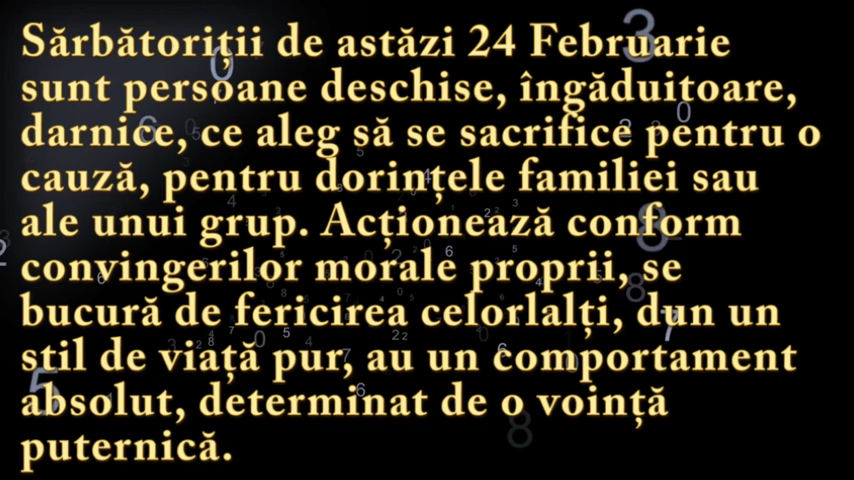 Sărbătoriții de astăzi 24 Februarie
sunt persoane deschise, îngăduitoare,
darnice, ce aleg să se sacrifice pentru o
cauză, pentru dorințele familiei sau
ale unui grup. Acționează conform
convingerilor morale proprii, se
bucură de fericirea celorlalți, dun un
stil de viață pur, au un comportament
absolut, determinat de o voință
puternică.